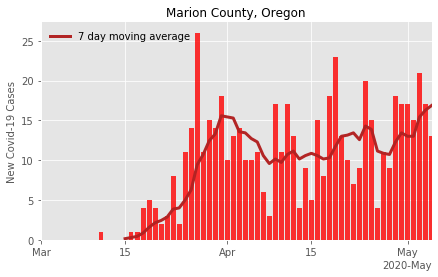 Marion County, Oregon
7 day moving average
New Covid-19 Cases
25
20
15
10
5
0
Mar 15 Apr 15 May
2020-May